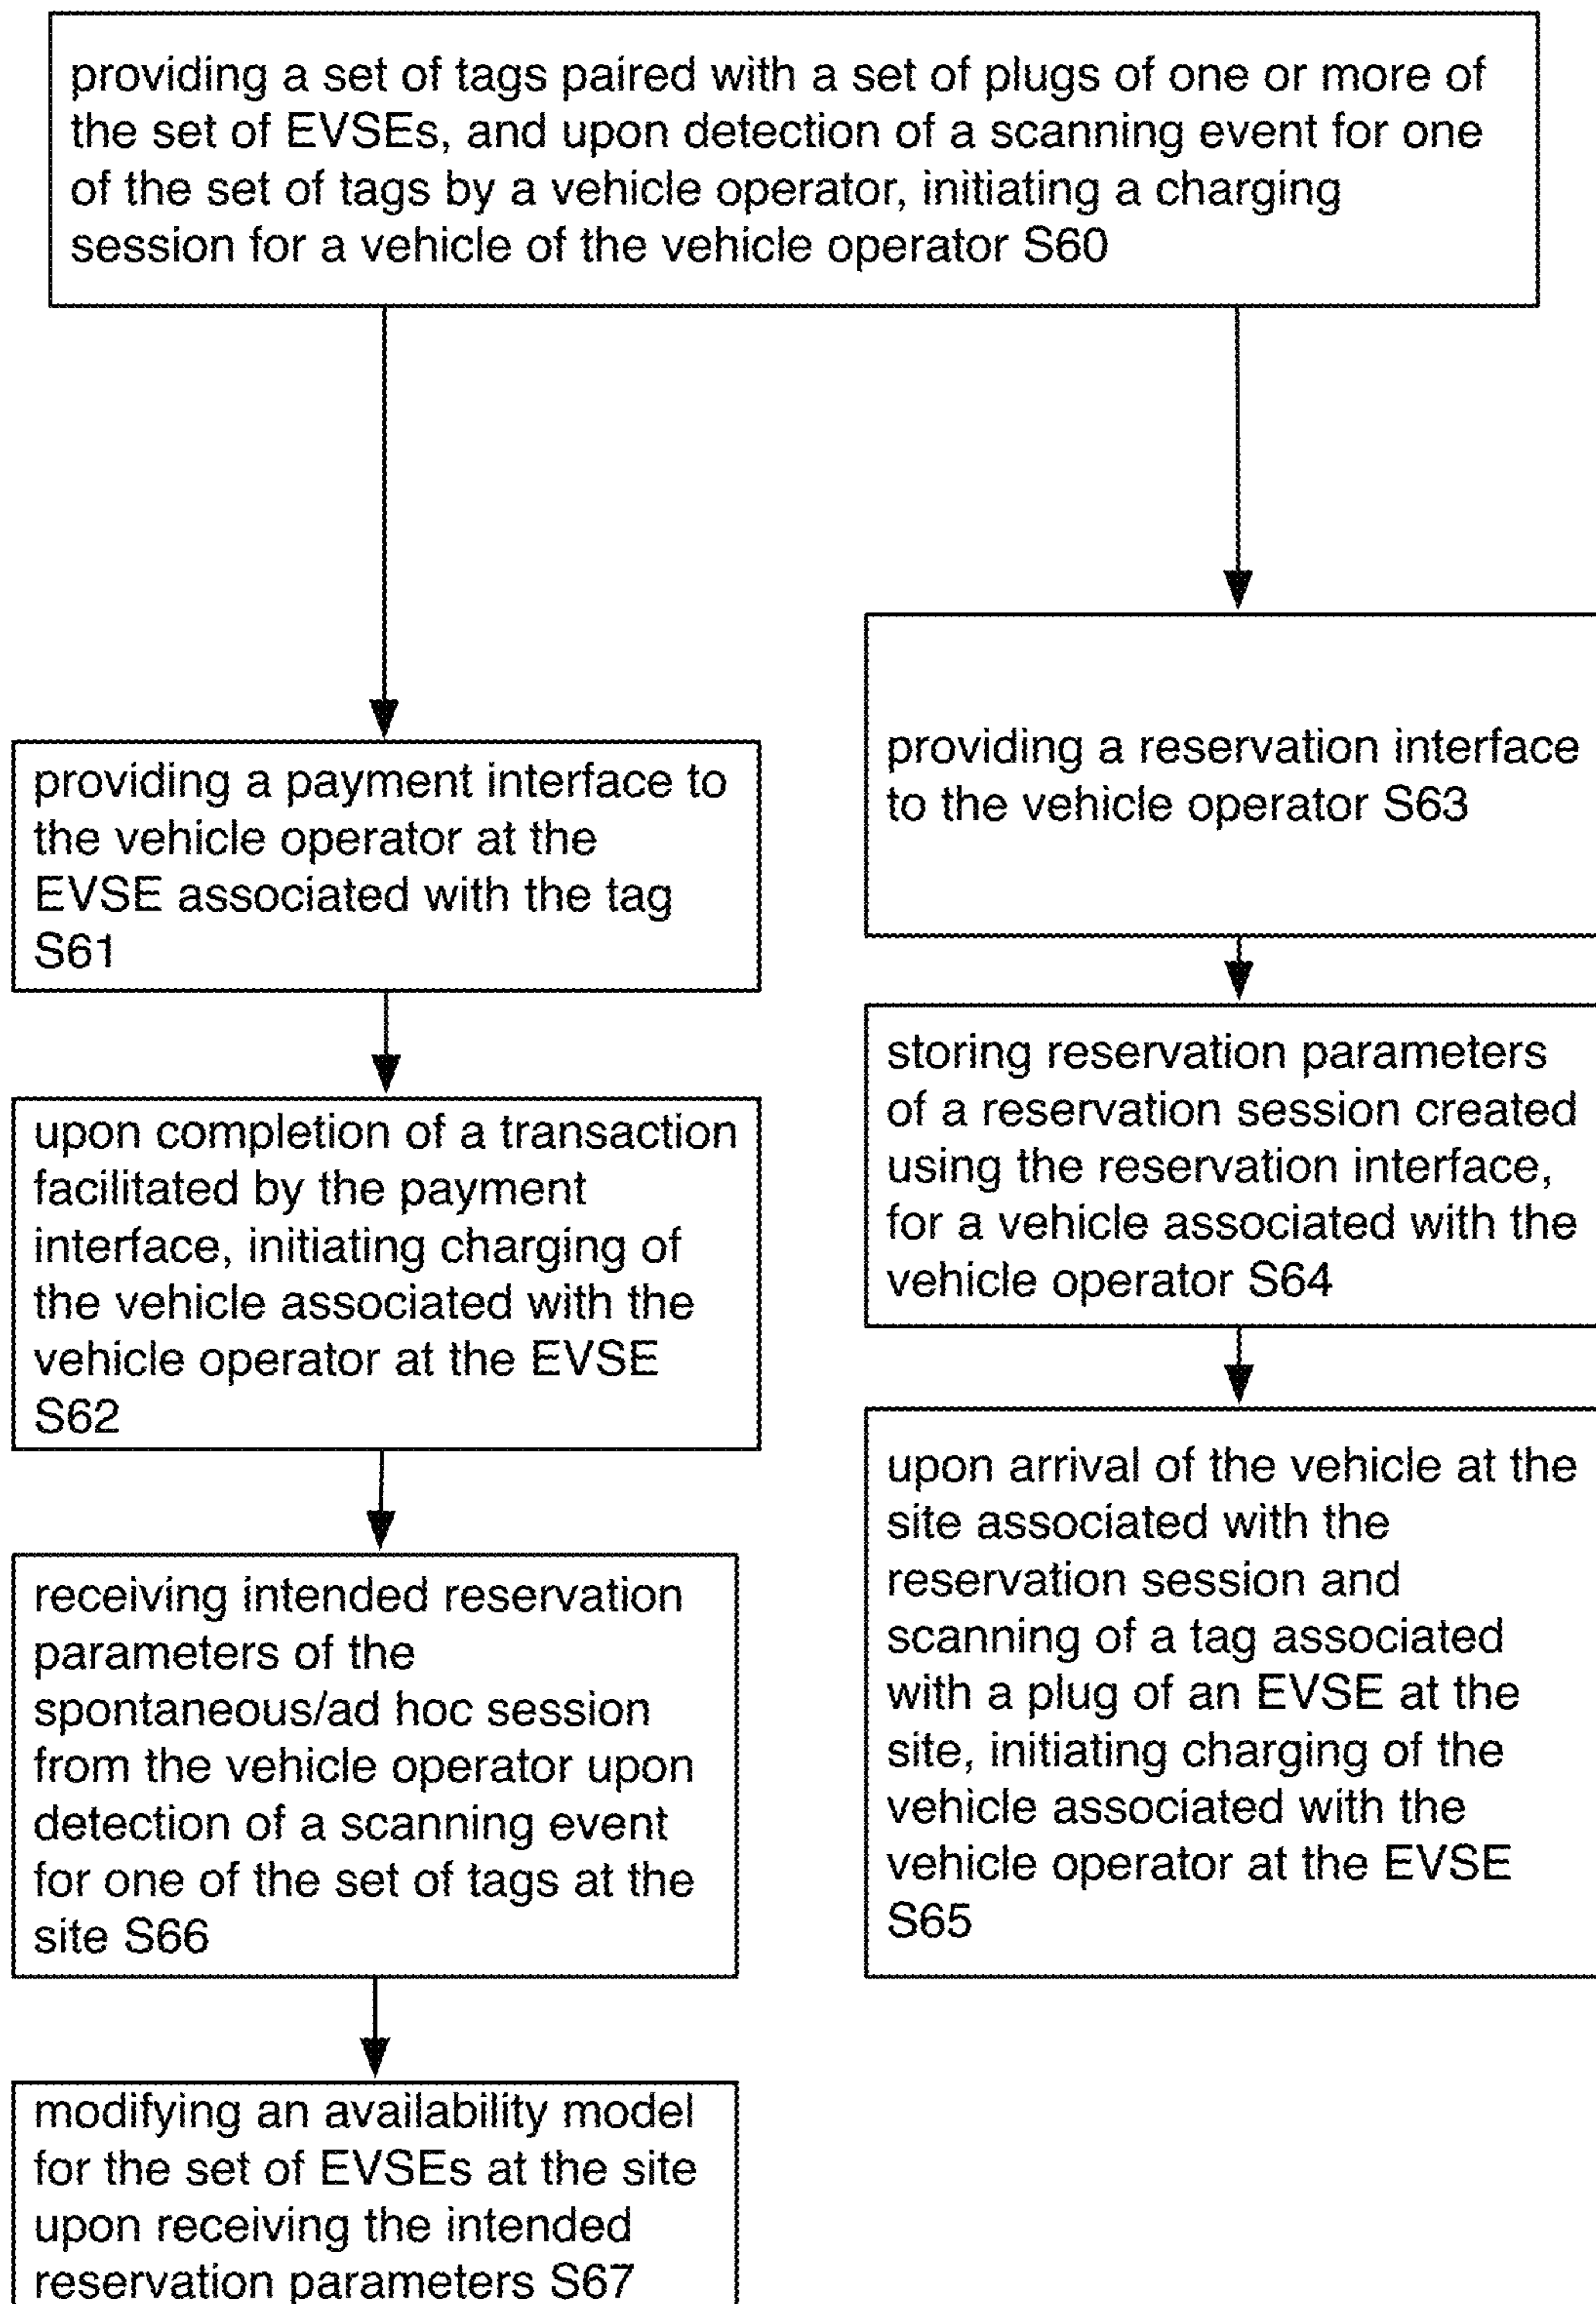 providing a set of tags paired with a set of plugs of one or more of
the set of EVSEs, and upon detection of a scanning event for one
of the set of tags by a vehicle operator, initiating a charging
session for a vehicle of the vehicle operator S60
providing a payment interface to
the vehicle operator at the
EVSE associated with the tag
S61
upon completion of a transaction
facilitated by the payment
interface, initiating charging of
the vehicle associated with the
vehicle operator at the EVSE
S62
receiving intended reservation
parameters of the
spontaneous/ad hoc session
from the vehicle operator upon
detection of a scanning event
for one of the set of tags at the
site S66
modifying an availability model
for the set of EVSEs at the site
upon receiving the intended
reservation parameters S67
providing a reservation interface
to the vehicle operator S63
storing reservation parameters
of a reservation session created
using the reservation interface,
for a vehicle associated with the
vehicle operator S64
upon arrival of the vehicle at the
site associated with the
reservation session and
scanning of a tag associated
with a plug of an EVSE at the
site, initiating charging of the
vehicle associated with the
vehicle operator at the EVSE
S65